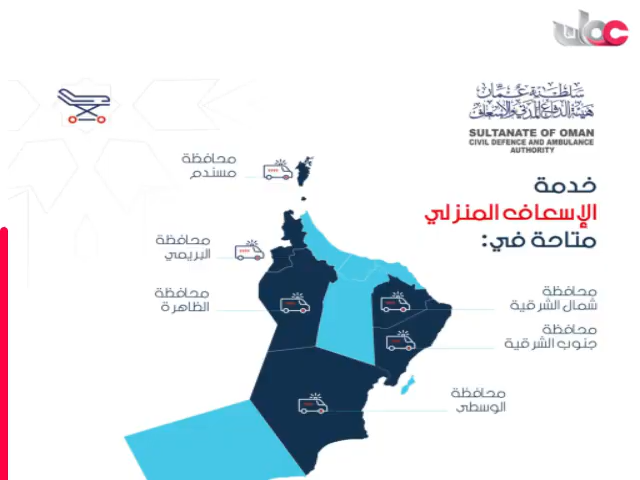 سلطنة عُمان
هيئة الدفاع المدني والإسعاف
SULTANATE OF OMAN
CIVIL DEFENCE AND AMBULANCE
AUTHORITY
خدمة
الإسعاف المنزلي
متاحة في:
محافظة
مسندم
محافظة
البريمي
محافظة
الظاهرة
محافظة
شمال الشرقية
محافظة
جنوب الشرقية
محافظة
الوسطى